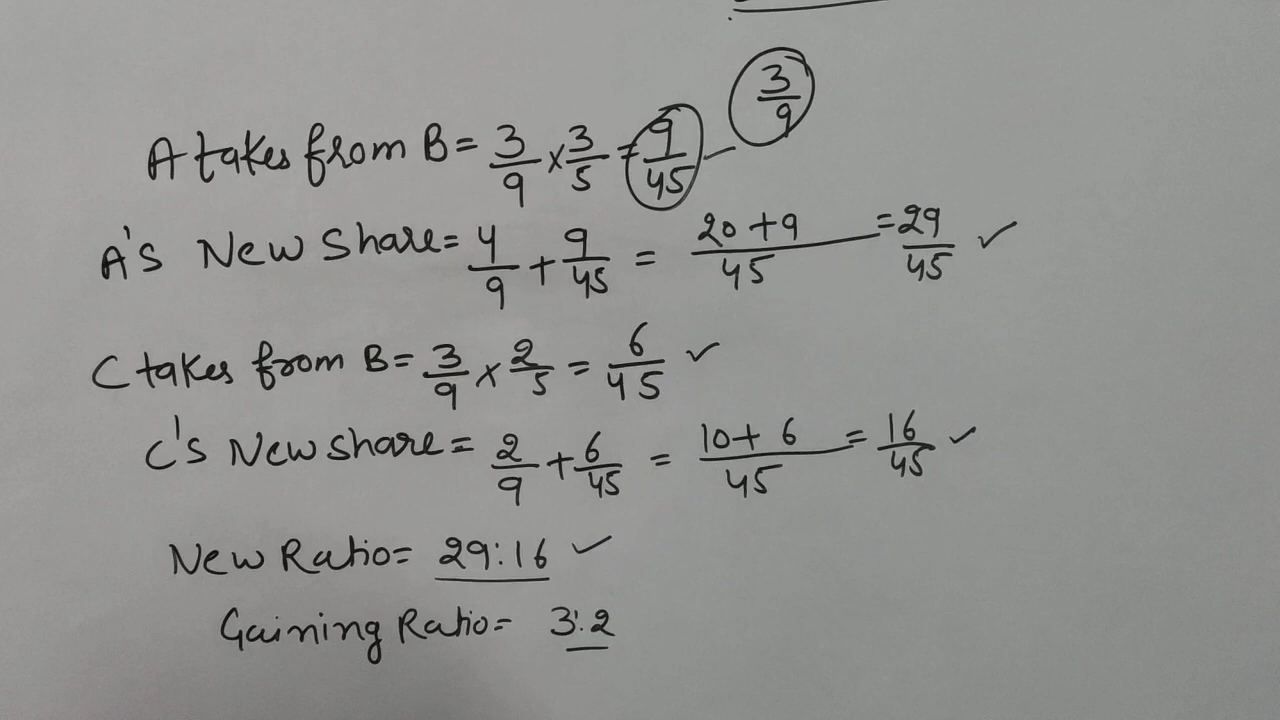 3/9
A takes from B = 3/9 × 3/5 = 9/45
A's New Share = 4/9 + 9/45 = 20+9/45 = 29/45 ✓
C takes from B = 3/9 × 2/5 = 6/45 ✓
C's New share = 2/9 + 6/45 = 10+6/45 = 16/45 ✓
New Ratio = 29:16 ✓
Gaining Ratio = 3:2